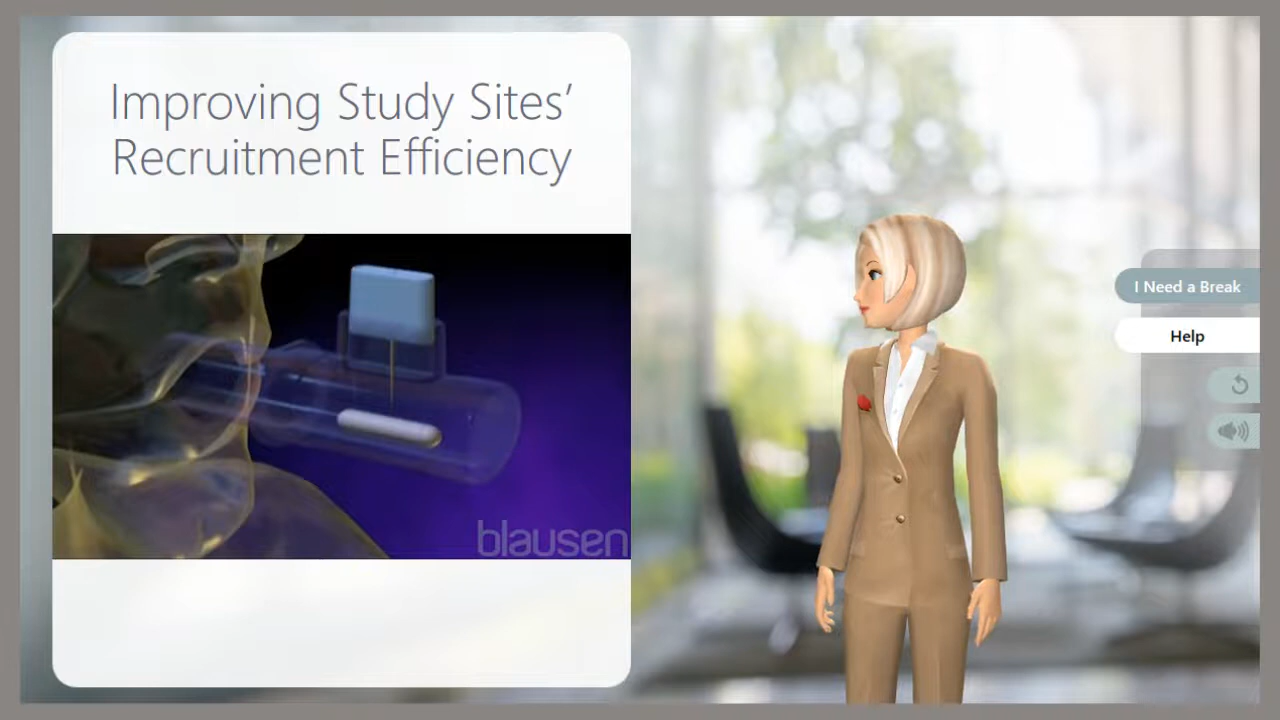 Improving Study Sites’
Recruitment Efficiency
blausen
I Need a Break
Help